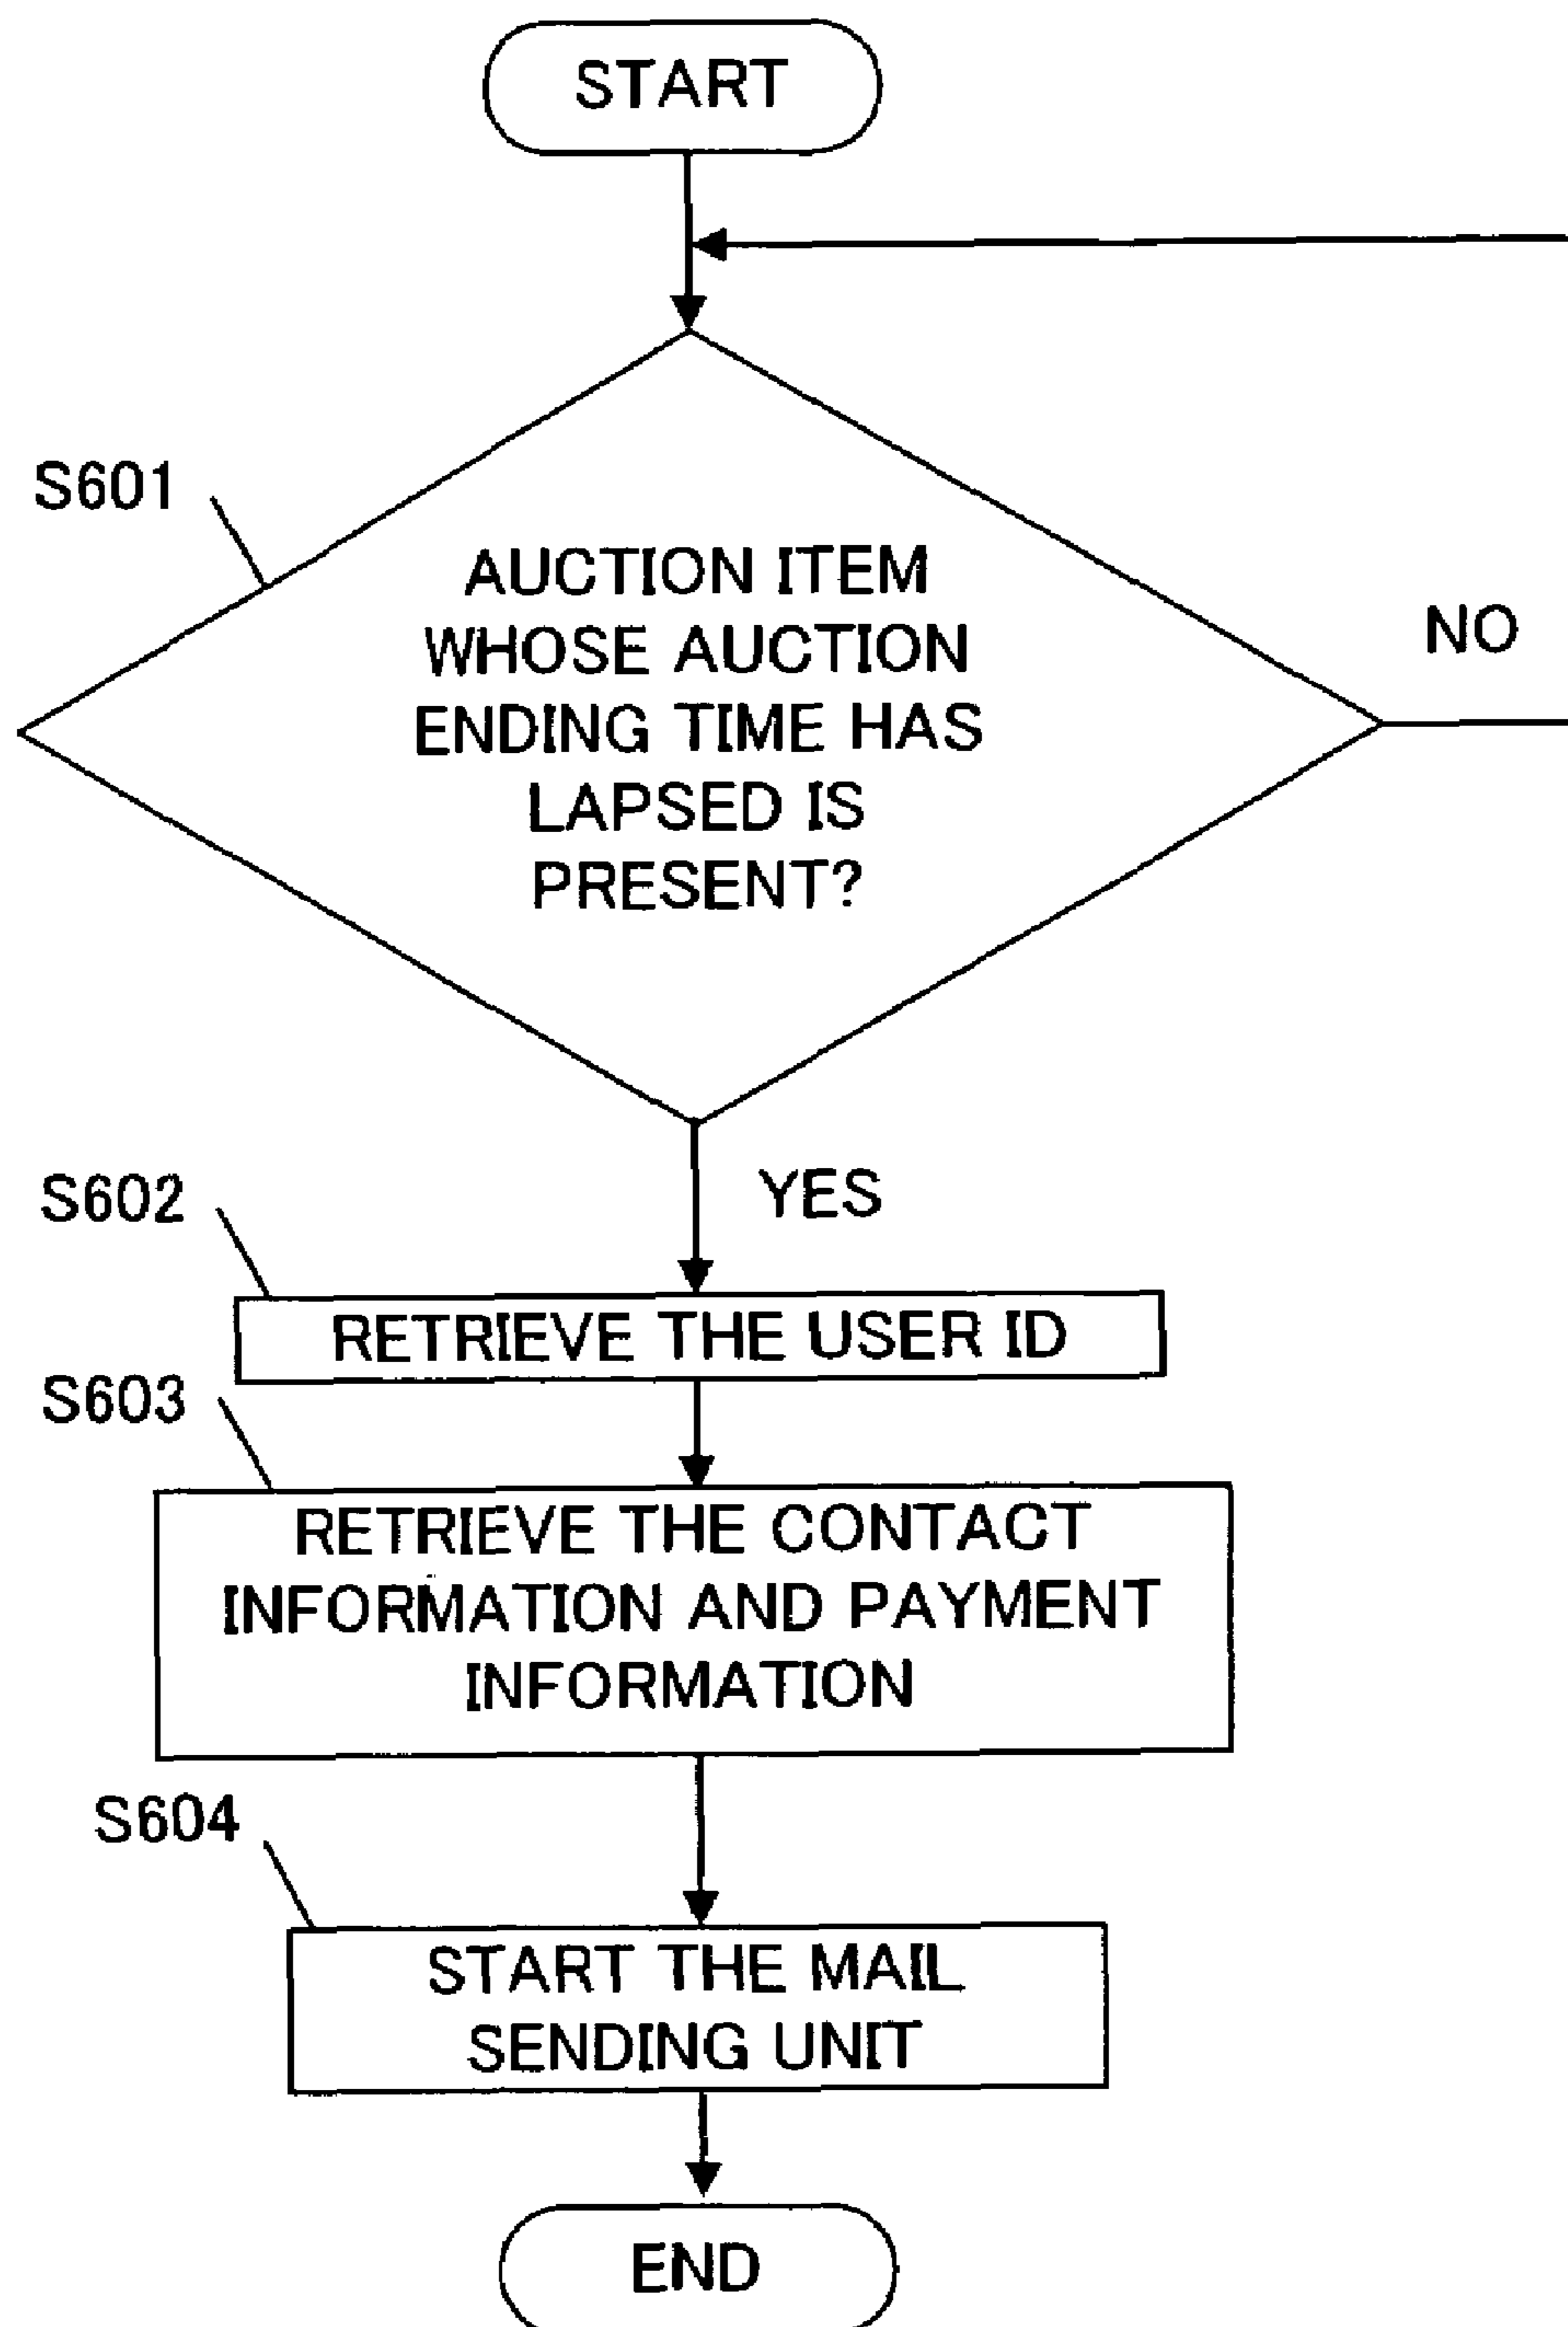 START
S601
AUCTION ITEM
WHOSE AUCTION
ENDING TIME HAS
LAPSED IS
PRESENT?
NO
YES
S602
RETRIEVE THE USER ID
S603
RETRIEVE THE CONTACT
INFORMATION AND PAYMENT
INFORMATION
S604
START THE MAIL
SENDING UNIT
END